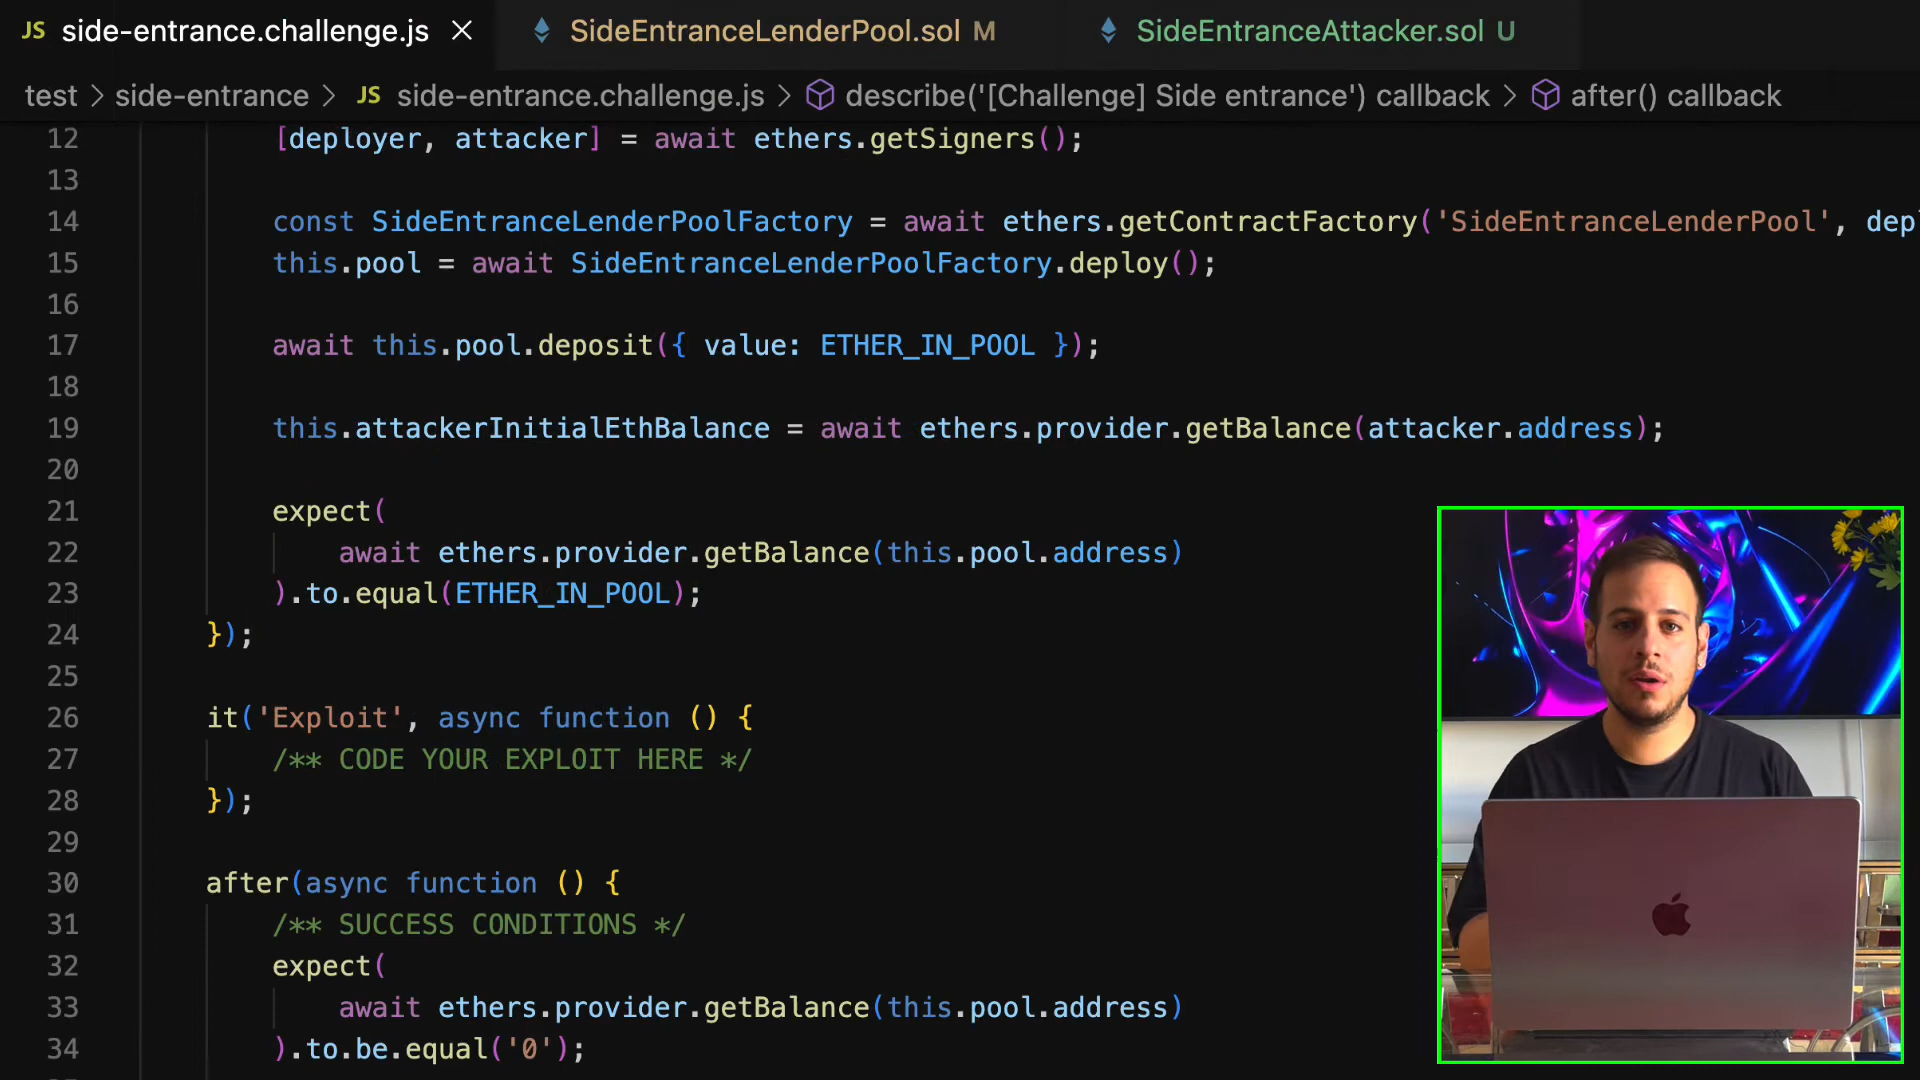 JS side-entrance.challenge.js × SideEntranceLenderPool.sol M SideEntranceAttacker.sol U
test > side-entrance > JS side-entrance.challenge.js > describe('[Challenge] Side entrance') callback > after() callback
12 [deployer, attacker] = await ethers.getSigners();
13
14 const SideEntranceLenderPoolFactory = await ethers.getContractFactory('SideEntranceLenderPool', dep
15 this.pool = await SideEntranceLenderPoolFactory.deploy();
16
17 await this.pool.deposit({ value: ETHER_IN_POOL });
18
19 this.attackerInitialEthBalance = await ethers.provider.getBalance(attacker.address);
20
21 expect(
22 await ethers.provider.getBalance(this.pool.address)
23 ).to.equal(ETHER_IN_POOL);
24 });
25
26 it('Exploit', async function () {
27 /** CODE YOUR EXPLOIT HERE */
28 });
29
30 after(async function () {
31 /** SUCCESS CONDITIONS */
32 expect(
33 await ethers.provider.getBalance(this.pool.address)
34 ).to.be.equal('0');